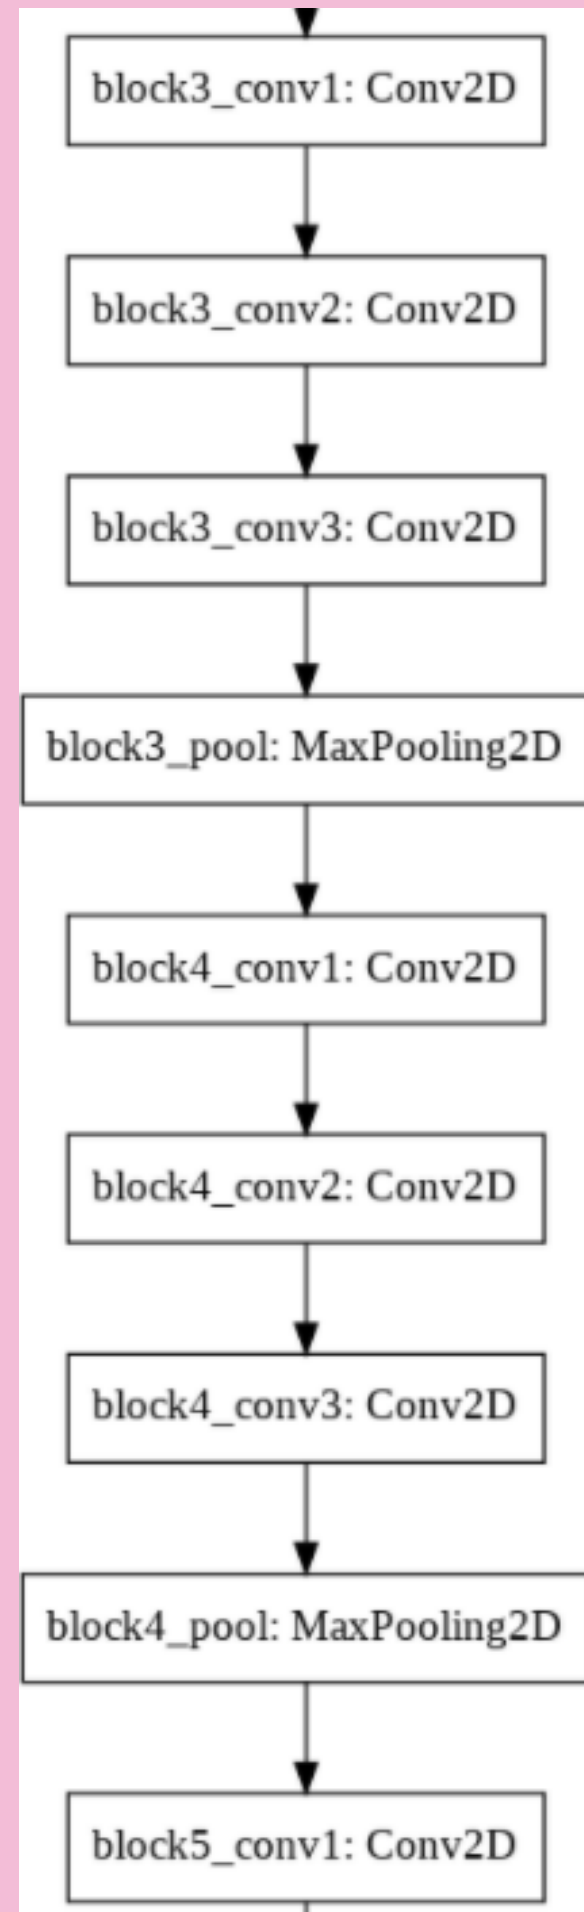 block3_conv1: Conv2D
block3_conv2: Conv2D
block3_conv3: Conv2D
block3_pool: MaxPooling2D
block4_conv1: Conv2D
block4_conv2: Conv2D
block4_conv3: Conv2D
block4_pool: MaxPooling2D
block5_conv1: Conv2D